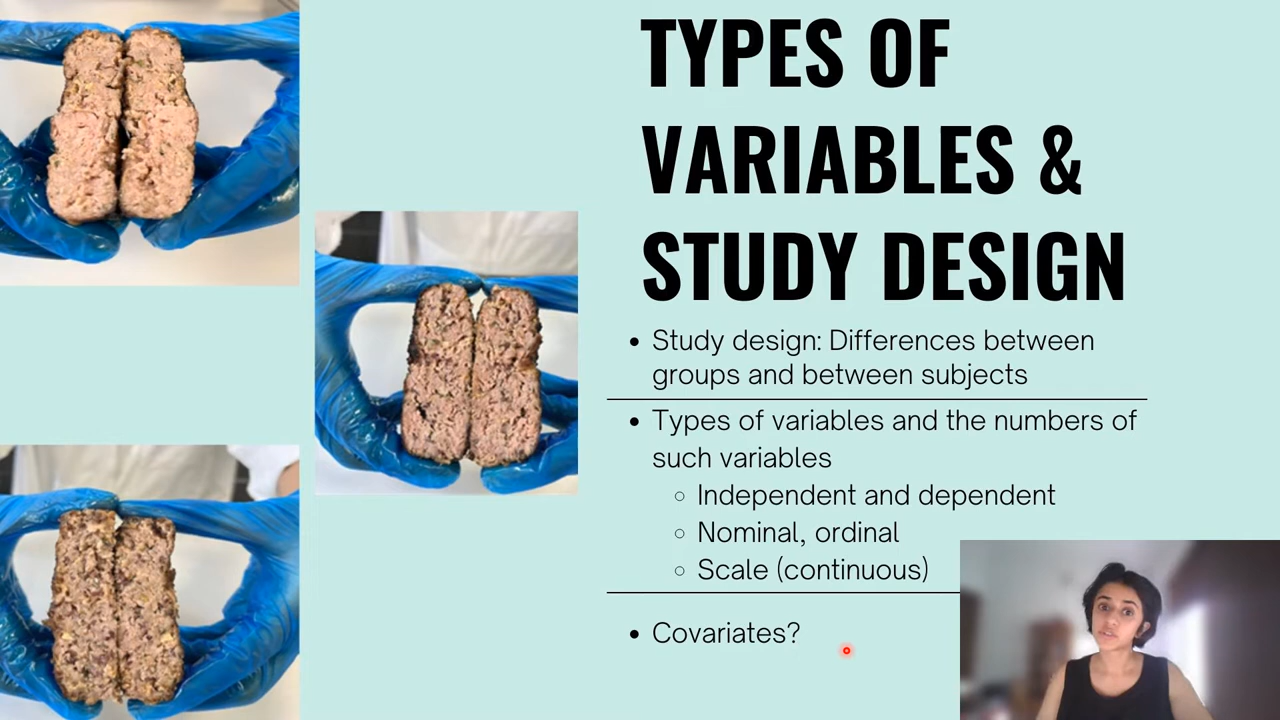 TYPES OF
VARIABLES &
STUDY DESIGN
Study design: Differences between
groups and between subjects
Types of variables and the numbers of
such variables
Independent and dependent
Nominal, ordinal
Scale (continuous)
Covariates?